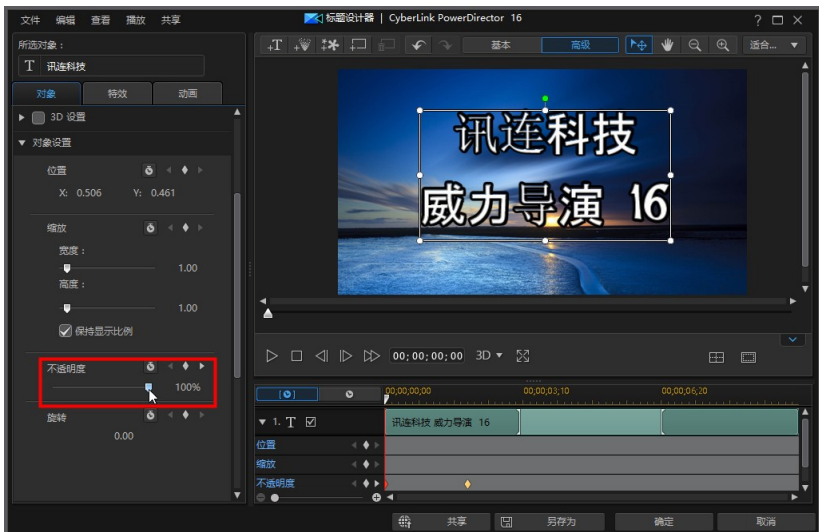 文件 编辑 查看 播放 共享
标题设计器 | CyberLink PowerDirector 16
? □ ×
所选对象：
T 讯连科技
对象 特效 动画
3D 设置
对象设置
位置
X: 0.506 Y: 0.461
缩放
宽度：
1.00
高度：
1.00
保持显示比例
不透明度
100%
旋转
0.00
+T
基本 高级
适合...
讯连科技
威力导演 16
00;00;00;00 3D
00;00;00;00 00;00;03;10 00;00;06;20
1. T
讯连科技 威力导演 16
位置
缩放
不透明度
共享 另存为 确定 取消